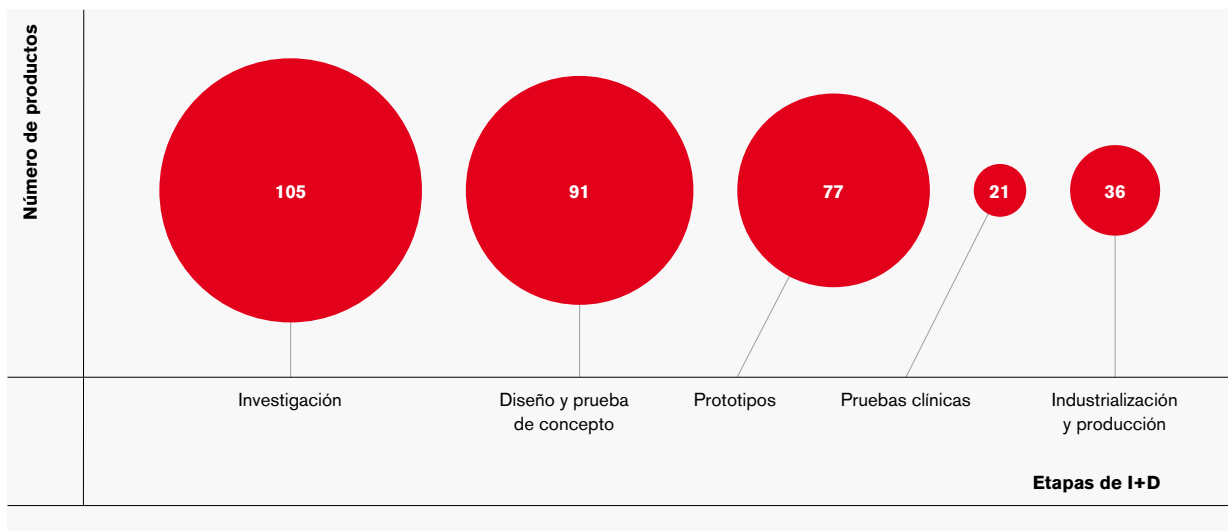 Número de productos
105
91
77
21
36
Investigación
Diseño y prueba
de concepto
Prototipos
Pruebas clínicas
Industrialización
y producción
Etapas de I+D